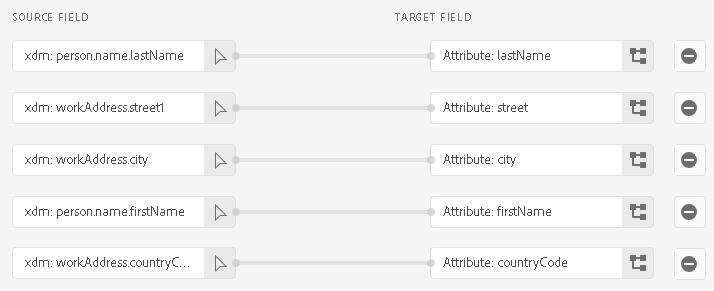 SOURCE FIELD TARGET FIELD
xdm: person.name.lastName Attribute: lastName
xdm: workAddress.street1 Attribute: street
xdm: workAddress.city Attribute: city
xdm: person.name.firstName Attribute: firstName
xdm: workAddress.countryC... Attribute: countryCode